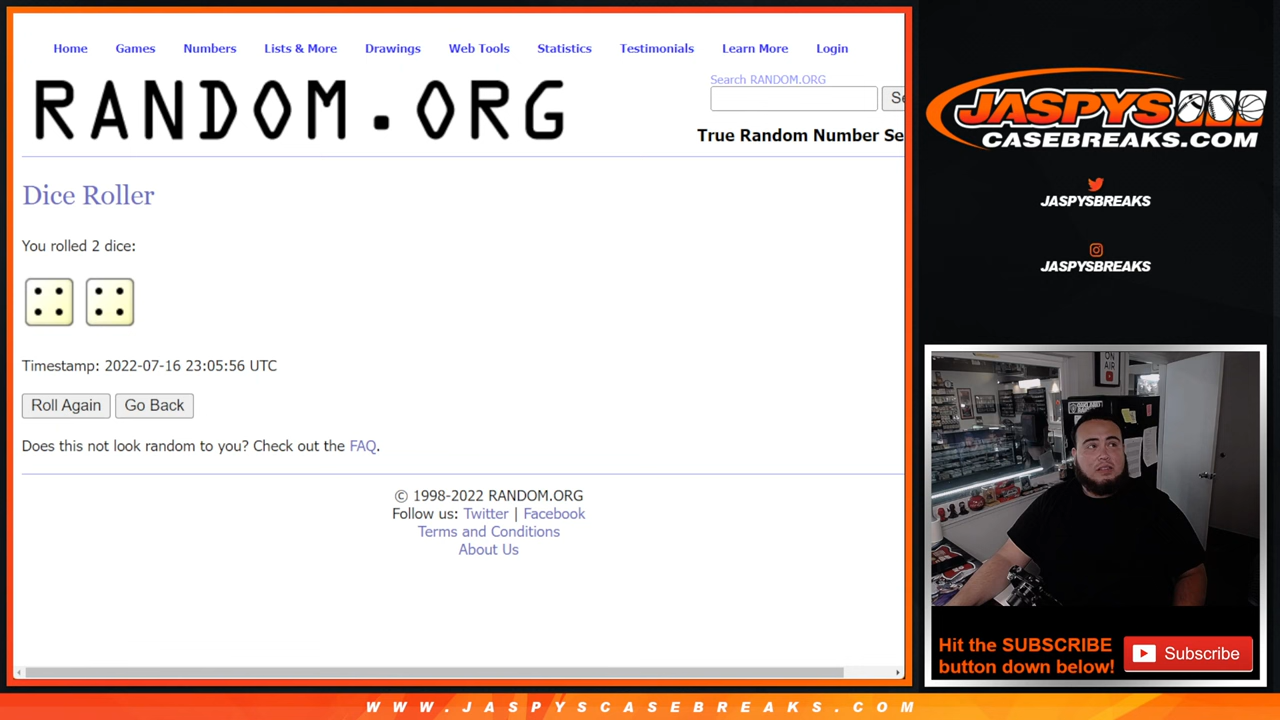 Home Games Numbers Lists & More Drawings Web Tools Statistics Testimonials Learn More Login
RANDOM.ORG
Search RANDOM.ORG
Se
True Random Number Se
Dice Roller
You rolled 2 dice:
Timestamp: 2022-07-16 23:05:56 UTC
Roll Again Go Back
Does this not look random to you? Check out the FAQ.
© 1998-2022 RANDOM.ORG
Follow us: Twitter | Facebook
Terms and Conditions
About Us
JASPYS
CASEBREAKS.COM
JASPYSBREAKS
JASPYSBREAKS
ON AIR
Hit the SUBSCRIBE
button down below!
Subscribe
WWW.JASPYSCASEBREAKS.COM